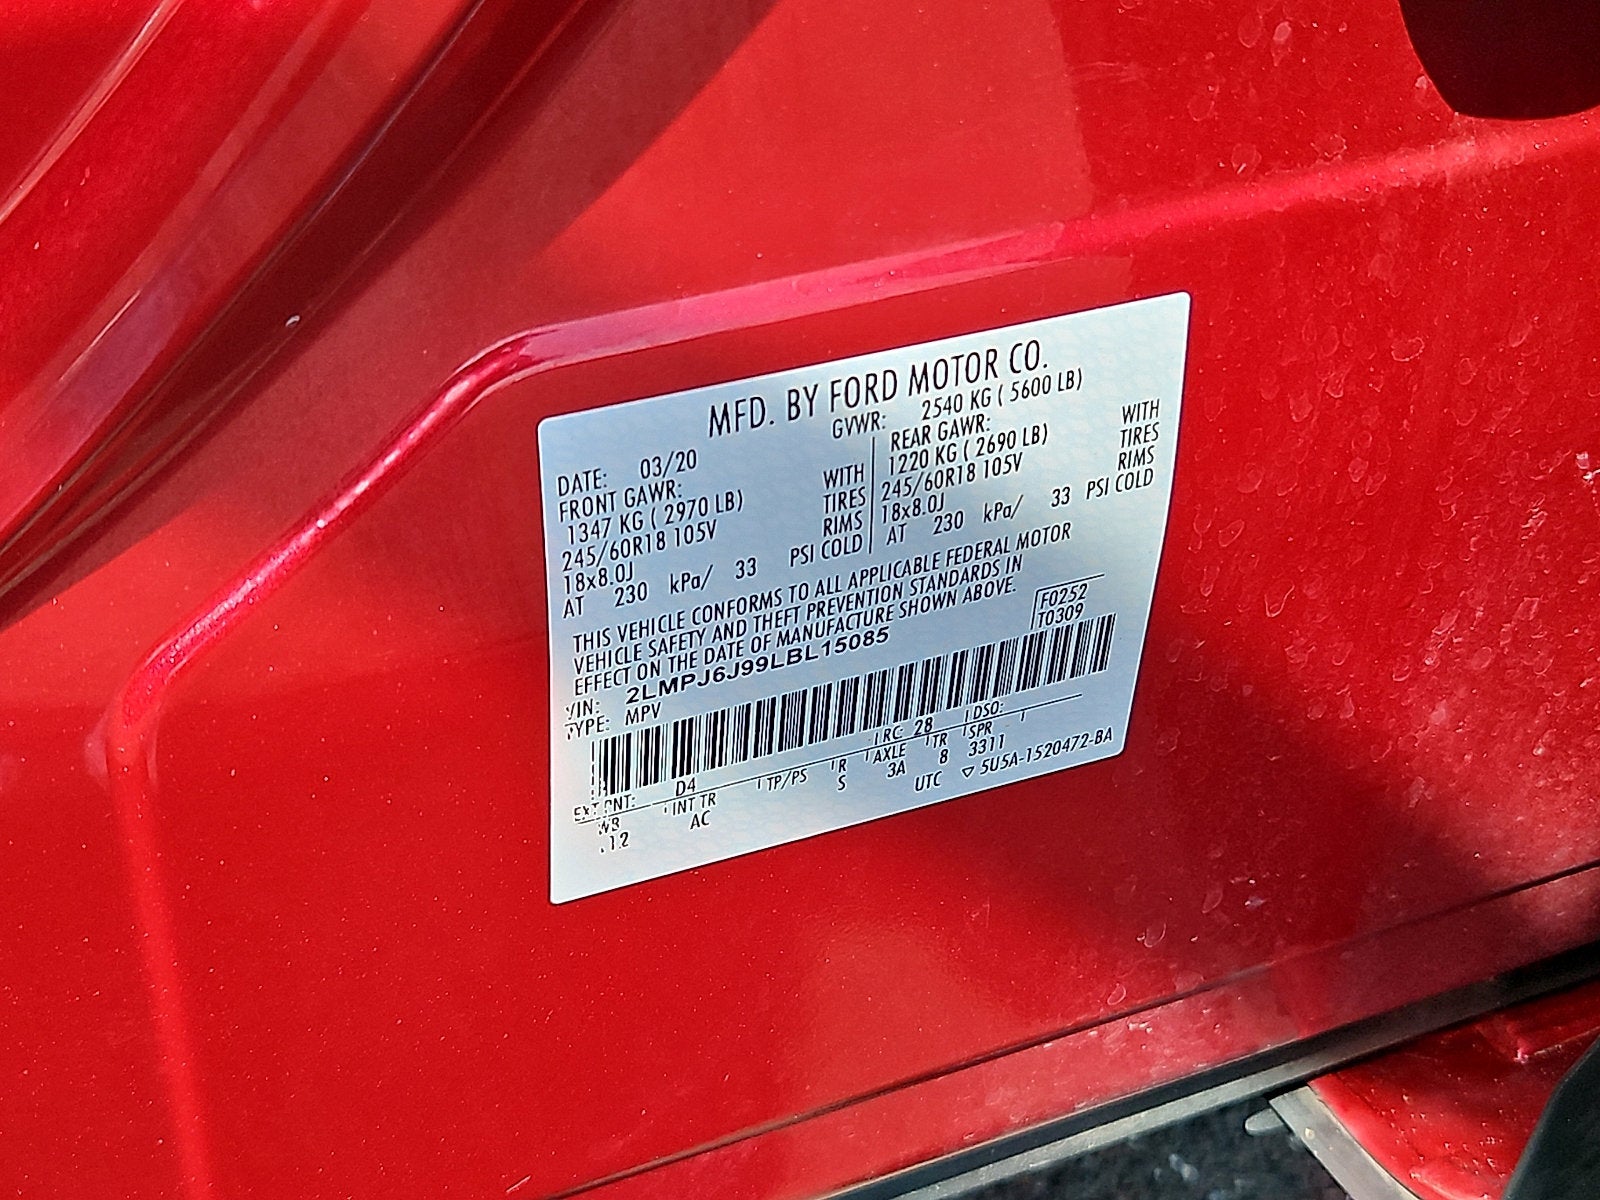 MFD. BY FORD MOTOR CO.
DATE: 03/20 GVWR: 2540 KG ( 5600 LB)
FRONT GAWR:
1347 KG ( 2970 LB) WITH
245/60R18 105V TIRES
18x8.0J RIMS
AT 230 kPa/ 33 PSI COLD
REAR GAWR:
1220 KG ( 2690 LB) WITH
245/60R18 105V TIRES
18x8.0J RIMS
AT 230 kPa/ 33 PSI COLD
THIS VEHICLE CONFORMS TO ALL APPLICABLE FEDERAL MOTOR
VEHICLE SAFETY AND THEFT PREVENTION STANDARDS IN
EFFECT ON THE DATE OF MANUFACTURE SHOWN ABOVE.
VIN: 2LMPJ6J99LBL15085
TYPE: MPV
F0252
T0309
EXT PNT: D4 RC: 28 DSO:
WB INT TR TP/PS R AXLE TR SPR
AC S 3A 8 3311
UTC ▽ 5U5A-1520472-BA